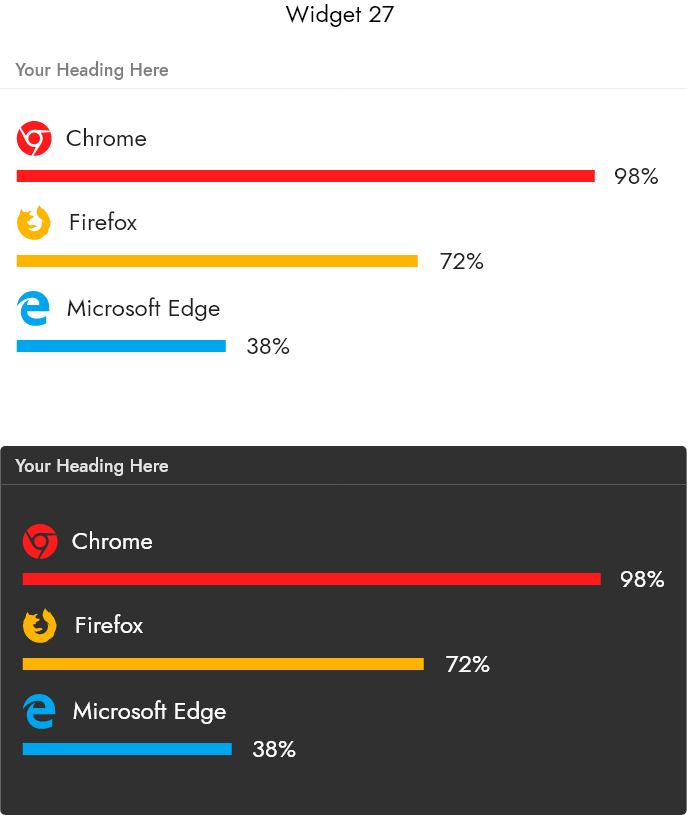 Widget 27
Your Heading Here
Chrome
98%
Firefox
72%
Microsoft Edge
38%
Your Heading Here
Chrome
98%
Firefox
72%
Microsoft Edge
38%